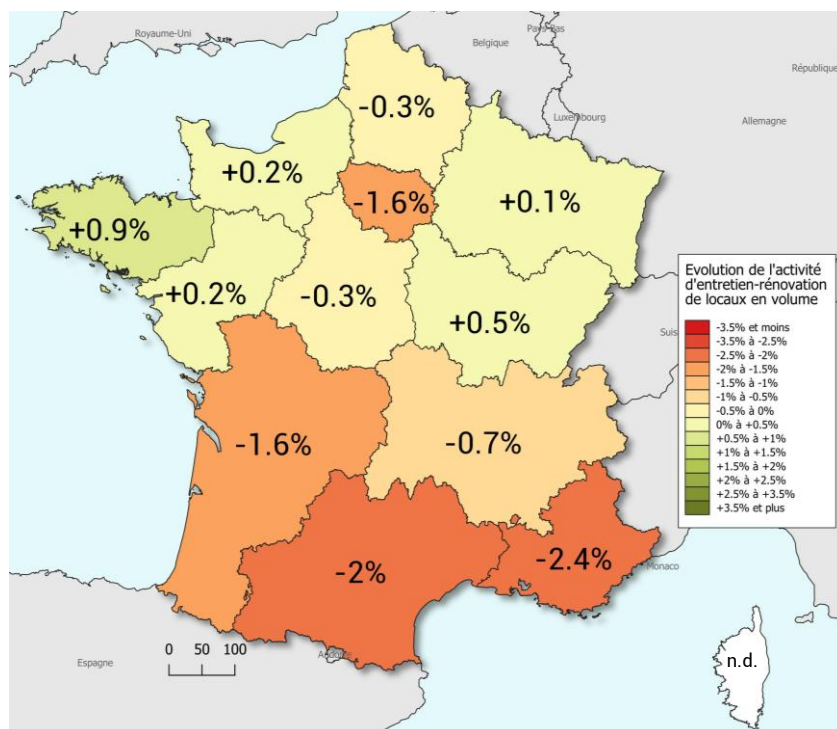 Royaume-Uni
Pays-Bas
Belgique
République
Luxembourg
Allemagne
-0.3%
+0.2%
-1.6%
+0.1%
+0.9%
+0.2%
-0.3%
+0.5%
Suis
Evolution de l'activité
d'entretien-rénovation
de locaux en volume
-3.5% et moins
-3.5% à -2.5%
-2.5% à -2%
-2% à -1.5%
-1.5% à -1%
-1% à -0.5%
-0.5% à 0%
0% à +0.5%
+0.5% à +1%
+1% à +1.5%
+1.5% à +2%
+2% à +2.5%
+2.5% à +3.5%
+3.5% et plus
-1.6%
-0.7%
-2%
-2.4%
Monaco
0 50 100
Espagne
Andorre
n.d.